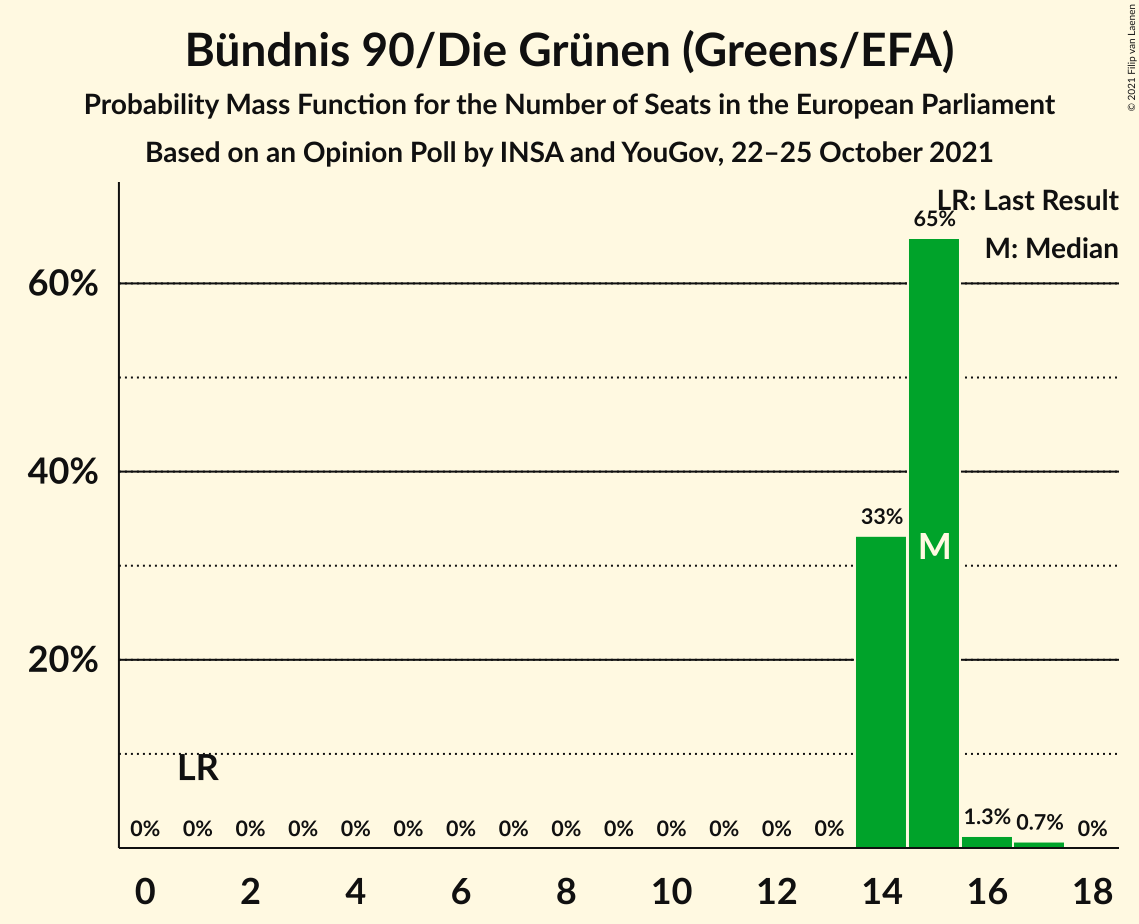 Bündnis 90/Die Grünen (Greens/EFA)
Probability Mass Function for the Number of Seats in the European Parliament
Based on an Opinion Poll by INSA and YouGov, 22–25 October 2021
© 2021 Filip van Laenen
LR: Last Result
65%
M: Median
60%
40%
33%
M
20%
LR
0% 0% 0% 0% 0% 0% 0% 0% 0% 0% 0% 0% 0% 0% 1.3% 0.7% 0%
0 2 4 6 8 10 12 14 16 18